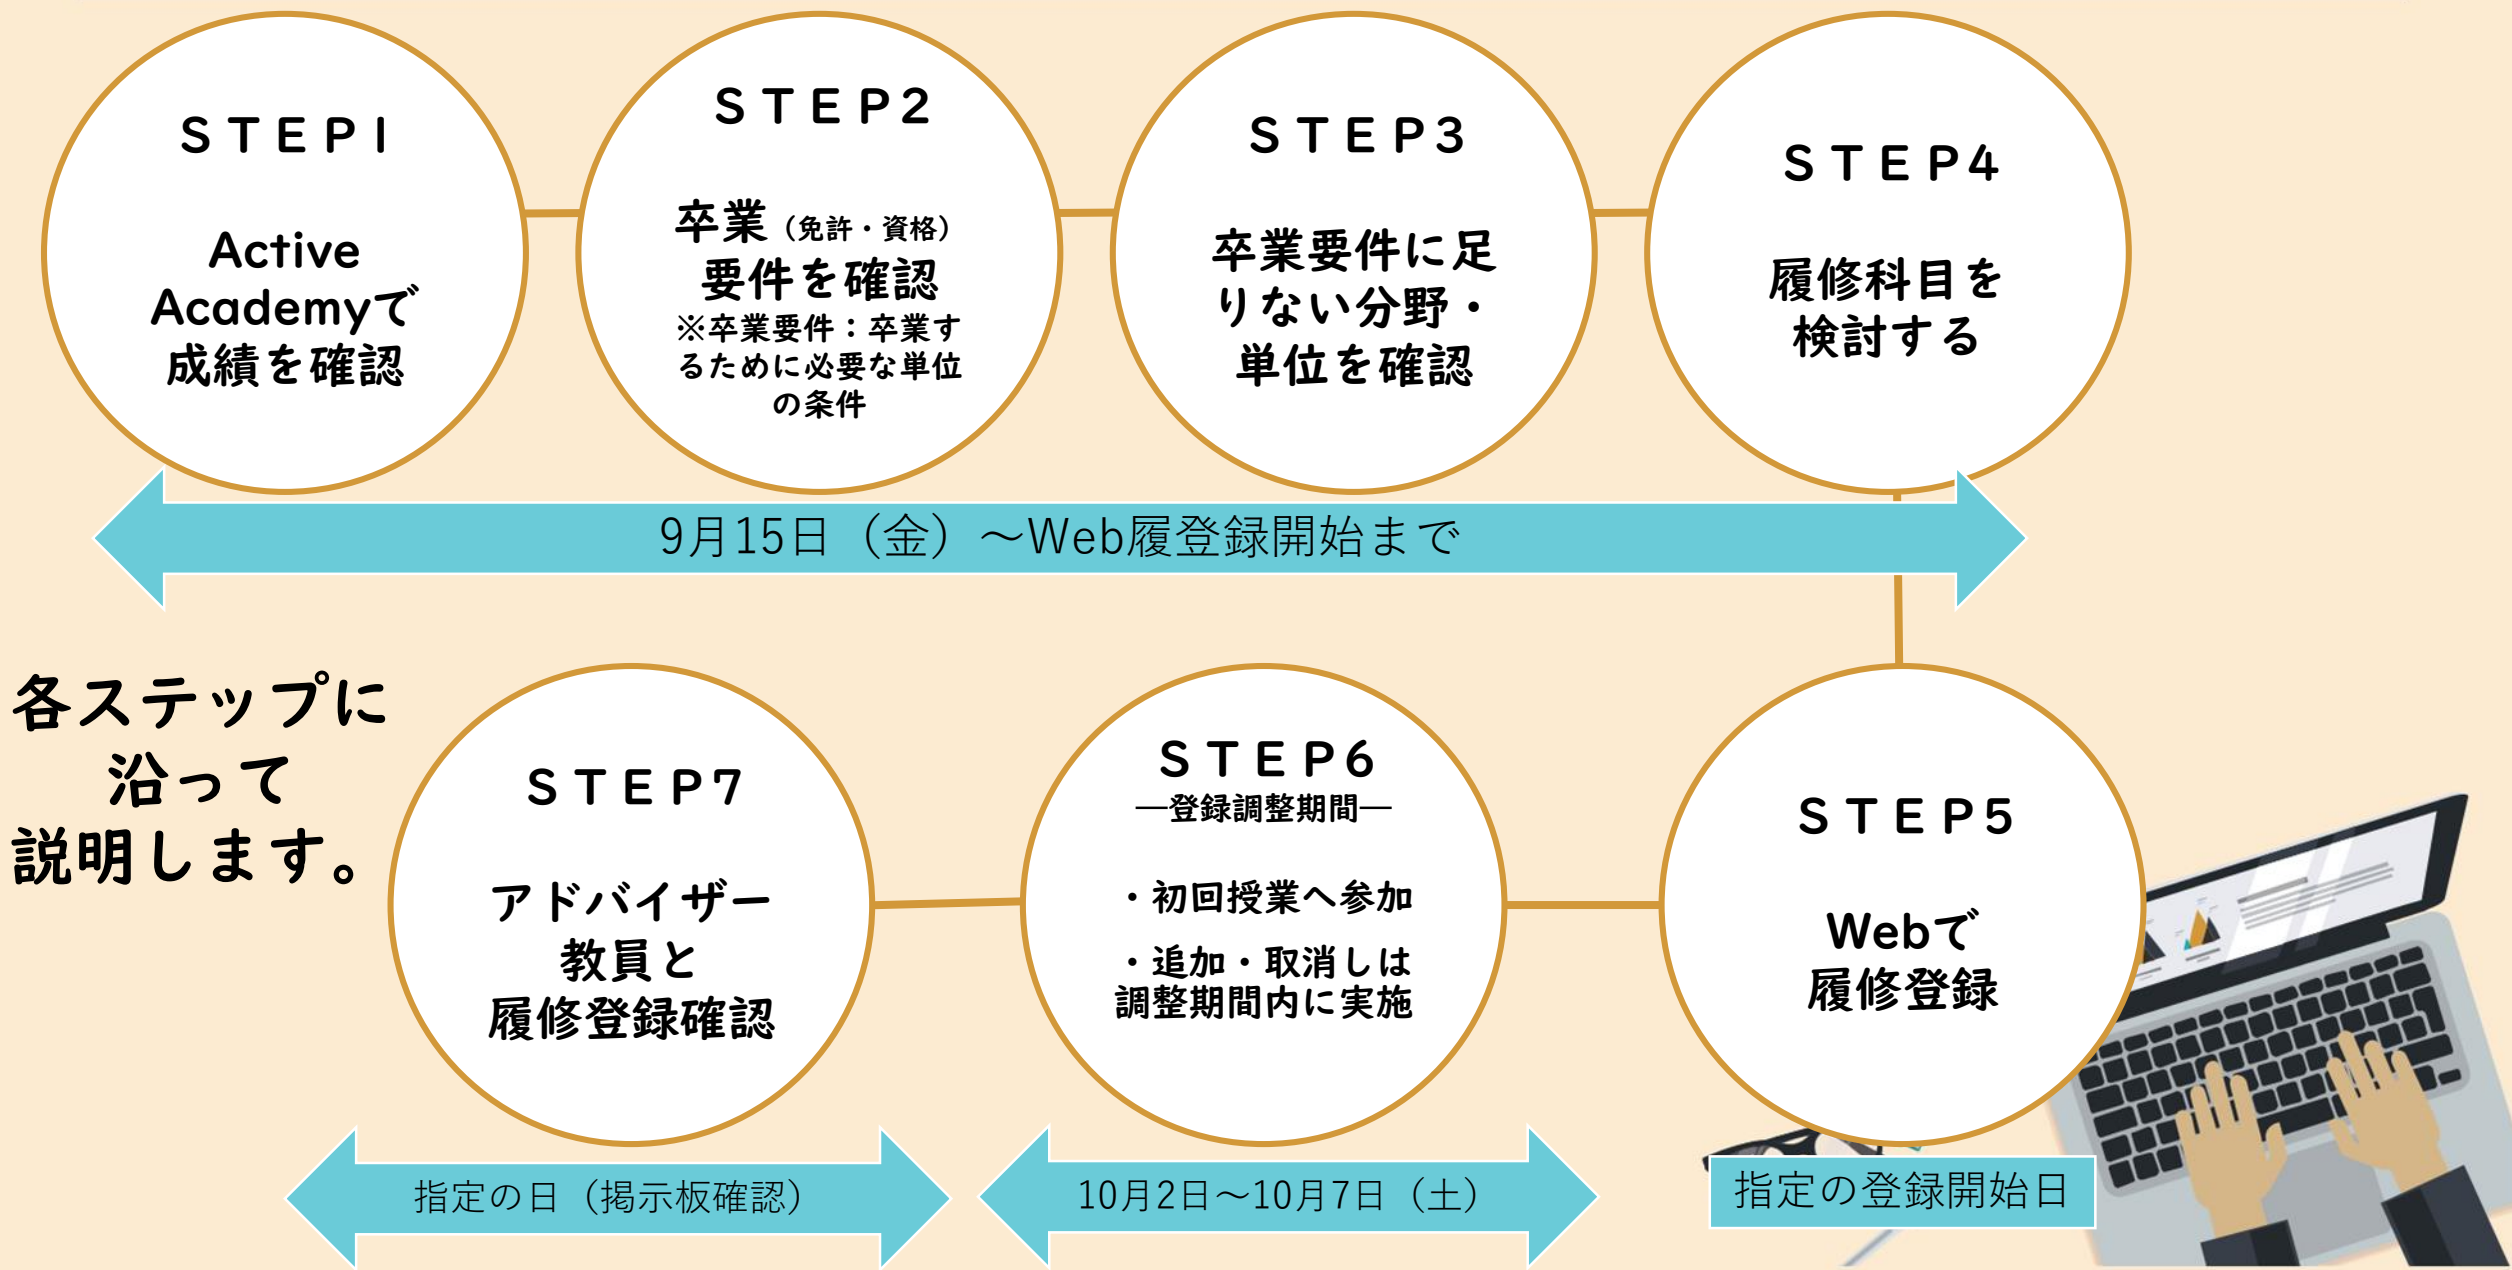 ＳＴＥＰ1
Active
Academyで
成績を確認
ＳＴＥＰ2
卒業（免許・資格）
要件を確認
※卒業要件：卒業す
るために必要な単位
の条件
ＳＴＥＰ3
卒業要件に足
りない分野・
単位を確認
ＳＴＥＰ4
履修科目を
検討する
9月15日（金）～Web履登録開始まで
各ステップに
沿って
説明します。
ＳＴＥＰ5
Webで
履修登録
指定の登録開始日
ＳＴＥＰ6
―登録調整期間―
・初回授業へ参加
・追加・取消しは
調整期間内に実施
10月2日～10月7日（土）
ＳＴＥＰ7
アドバイザー
教員と
履修登録確認
指定の日（掲示板確認）